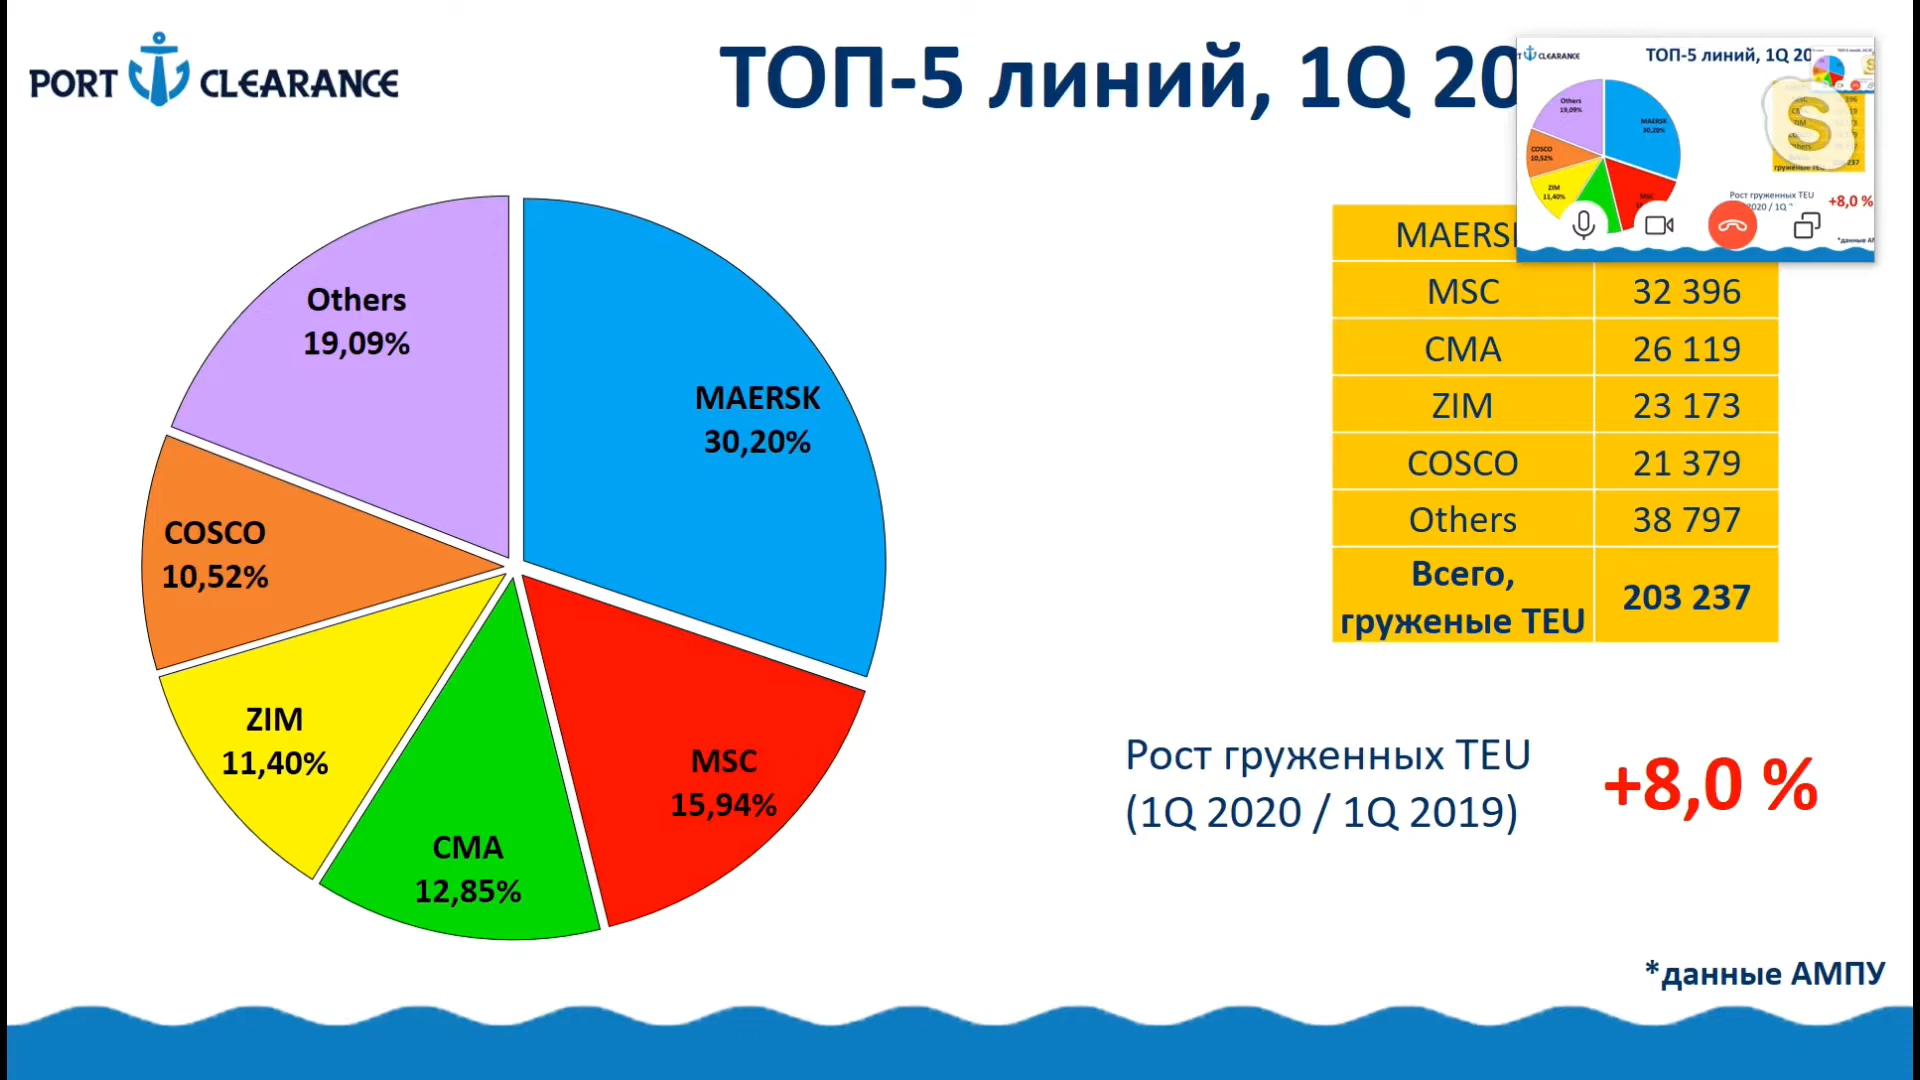 PORT CLEARANCE
ТОП-5 линий, 1Q 20
Others
19,09%
MAERSK
30,20%
COSCO
10,52%
ZIM
11,40%
CMA
12,85%
MSC
15,94%
MAERS
MSC 32 396
CMA 26 119
ZIM 23 173
COSCO 21 379
Others 38 797
Всего,
груженые TEU 203 237
Рост груженных TEU
(1Q 2020 / 1Q 2019)
+8,0 %
*данные АМПУ
CLEARANCE
ТОП-5 линий, 1Q 20
Others
19,09%
MAERSK
30,20%
COSCO
10,52%
ZIM
11,40%
S
Рост груженных TEU
+8,0 %